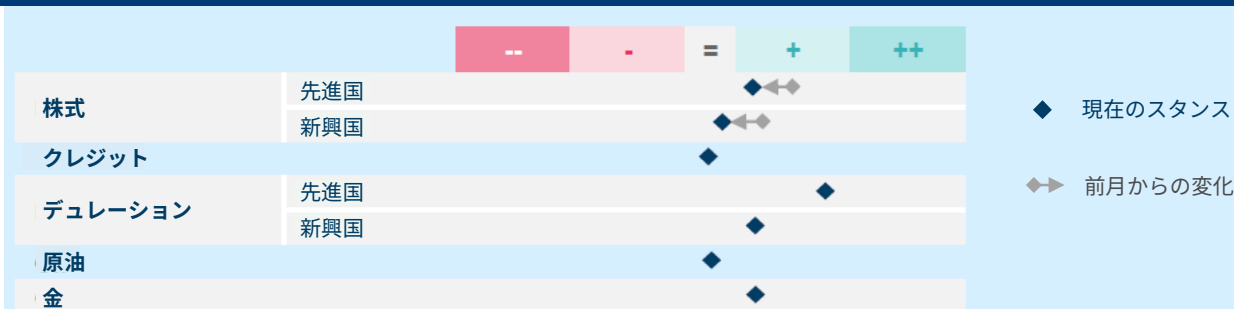 -- - = + ++
株式
先進国
新興国
クレジット
デュレーション
先進国
新興国
原油
金
現在のスタンス
前月からの変化